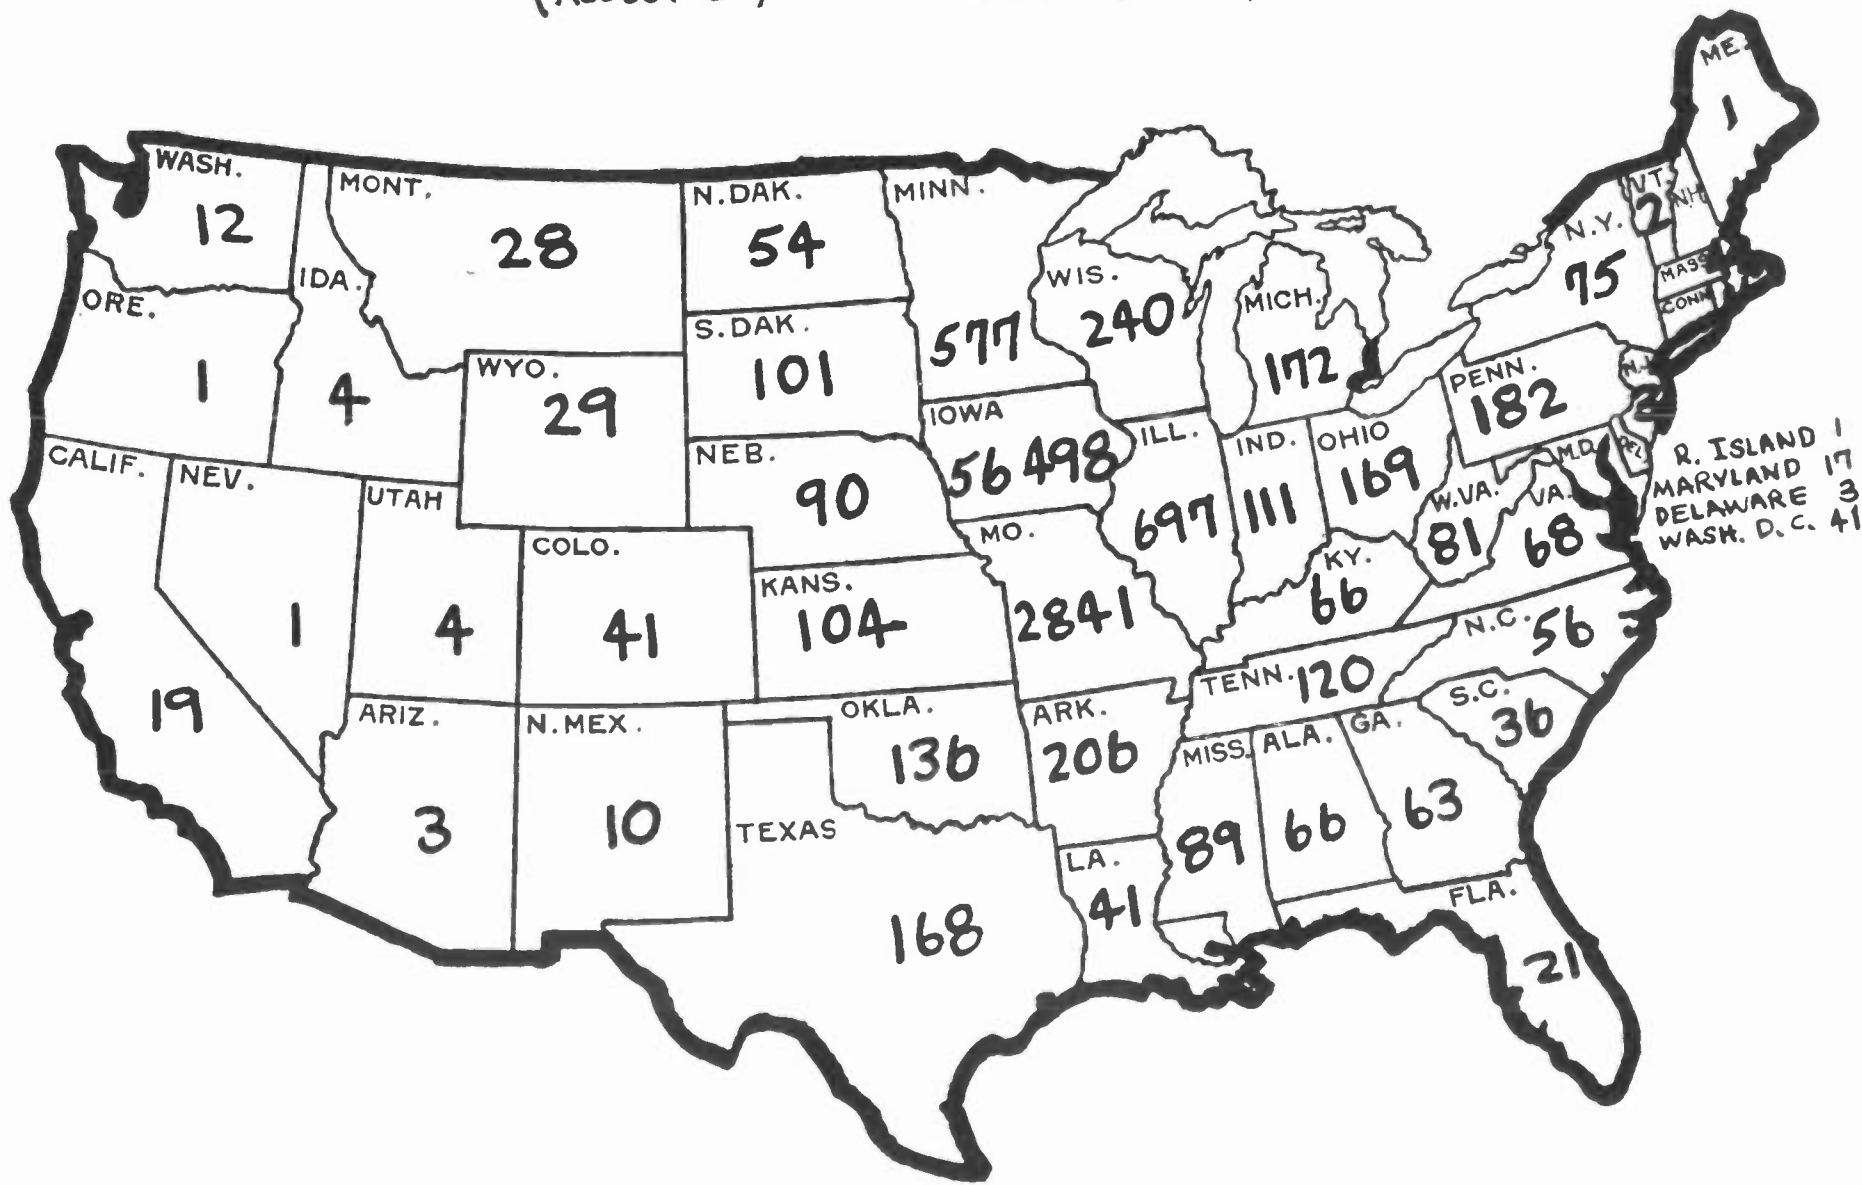 ME.
1
WASH.
12
MONT.
28
N.DAK.
54
MINN.
577
VT.
2
N.H.
N.Y.
75
MASS
CONN
IDA.
4
ORE.
1
WIS.
240
MICH.
172
S.DAK.
101
WYO.
29
PENN.
182
N.J.
2
IOWA
56 498
ILL.
697
IND.
111
OHIO
169
M.D.
DEL
R. ISLAND 1
MARYLAND 17
DELAWARE 3
WASH. D.C. 41
CALIF.
19
NEV.
1
UTAH
4
NEB.
90
W.VA.
81
VA.
68
COLO.
41
KANS.
104
MO.
2841
KY.
66
N.C.
56
TENN.
120
S.C.
36
ARIZ.
3
N.MEX.
10
OKLA.
136
ARK.
206
MISS.
89
ALA.
66
GA.
63
TEXAS
168
LA.
41
FLA.
21